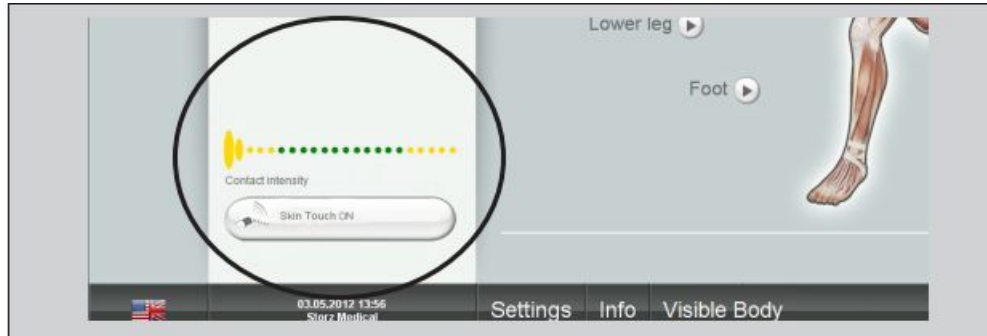 Lower leg
Foot
Contact intensity
Skin Touch ON
03.05.2012 13:56
Storz Medical
Settings Info Visible Body